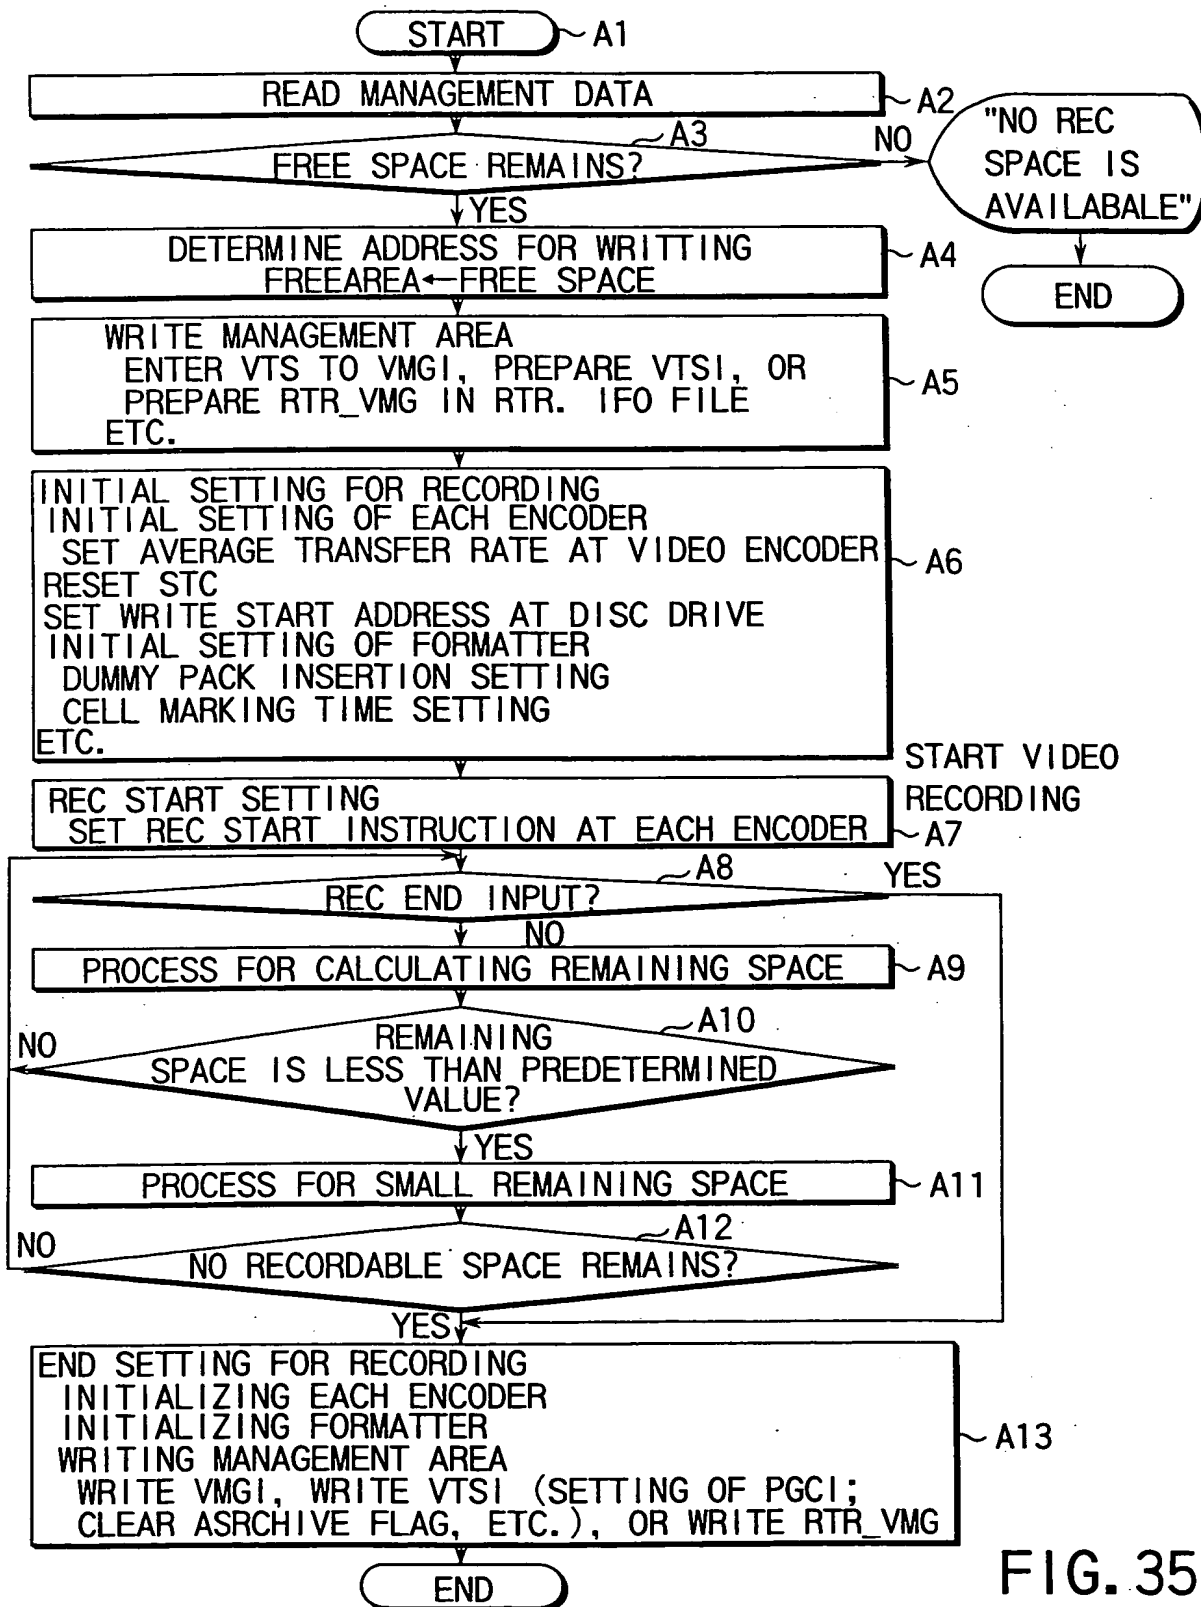 START
A1
READ MANAGEMENT DATA
A2
A3
FREE SPACE REMAINS?
NO
"NO REC
SPACE IS
AVAILABALE"
END
YES
DETERMINE ADDRESS FOR WRITTING
FREEAREA←FREE SPACE
A4
WRITE MANAGEMENT AREA
ENTER VTS TO VMGI, PREPARE VTSI, OR
PREPARE RTR_VMG IN RTR. IFO FILE
ETC.
A5
INITIAL SETTING FOR RECORDING
INITIAL SETTING OF EACH ENCODER
SET AVERAGE TRANSFER RATE AT VIDEO ENCODER
RESET STC
SET WRITE START ADDRESS AT DISC DRIVE
INITIAL SETTING OF FORMATTER
DUMMY PACK INSERTION SETTING
CELL MARKING TIME SETTING
ETC.
A6
START VIDEO
RECORDING
REC START SETTING
SET REC START INSTRUCTION AT EACH ENCODER
A7
A8
YES
REC END INPUT?
NO
PROCESS FOR CALCULATING REMAINING SPACE
A9
A10
NO
REMAINING
SPACE IS LESS THAN PREDETERMINED
VALUE?
YES
PROCESS FOR SMALL REMAINING SPACE
A11
A12
NO
NO RECORDABLE SPACE REMAINS?
YES
END SETTING FOR RECORDING
INITIALIZING EACH ENCODER
INITIALIZING FORMATTER
WRITING MANAGEMENT AREA
WRITE VMGI, WRITE VTSI (SETTING OF PGCI;
CLEAR ASRCHIVE FLAG, ETC.), OR WRITE RTR_VMG
A13
END
FIG. 35